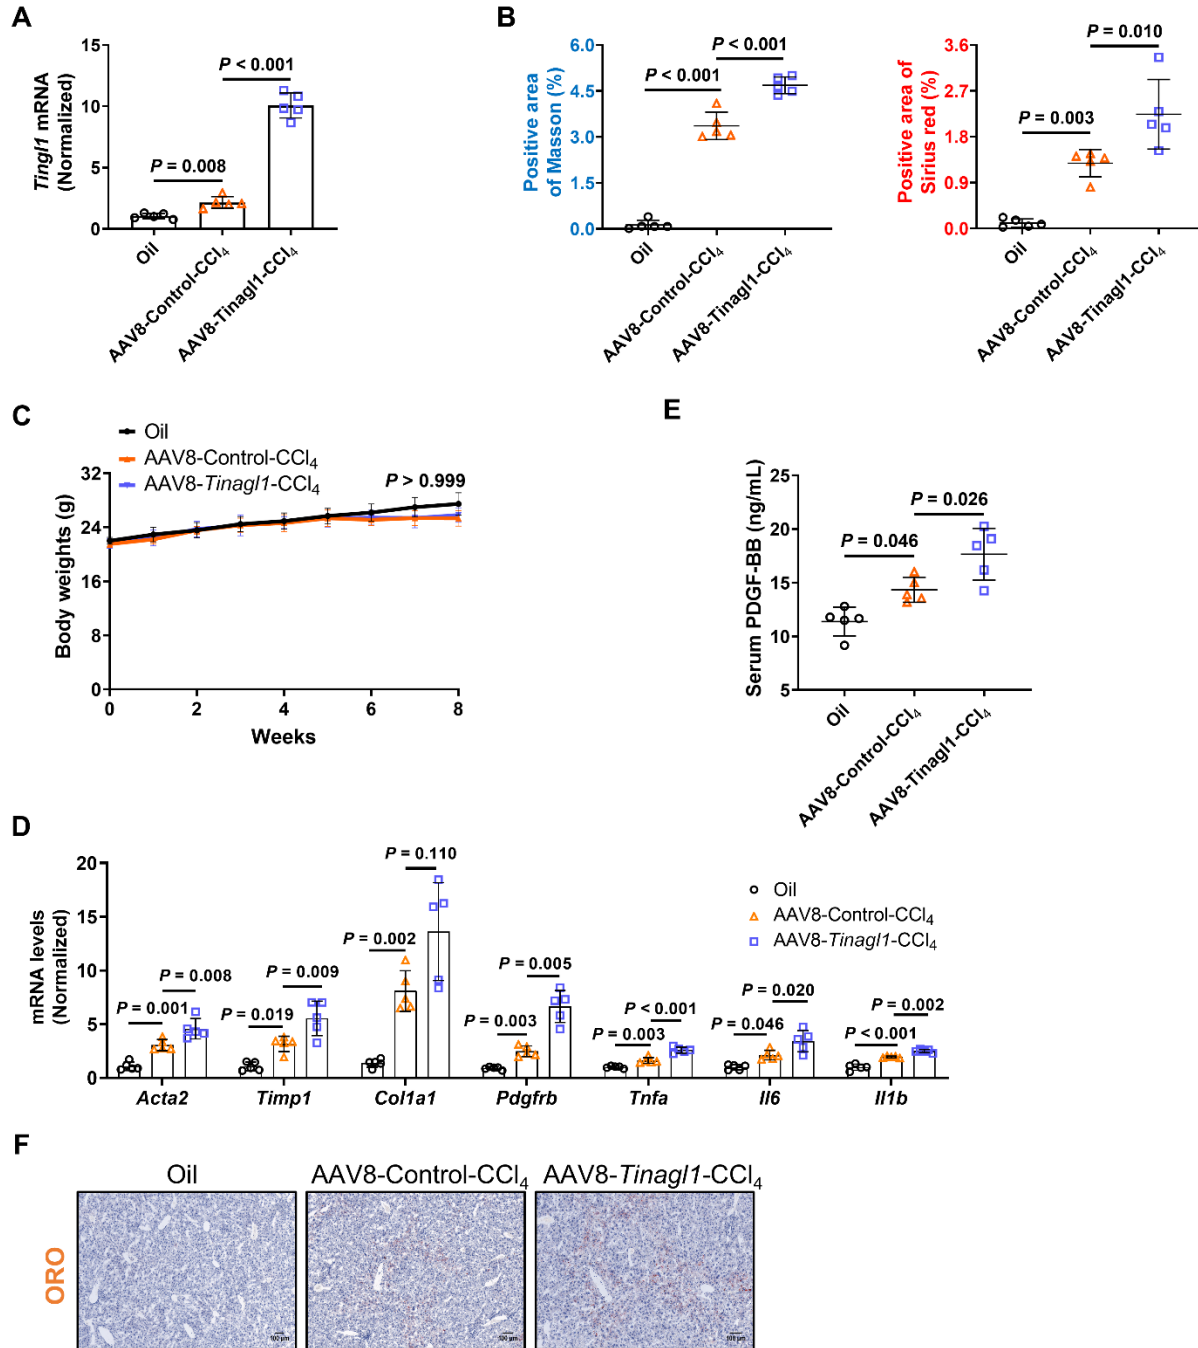 A
Tingl1 mRNA
(Normalized)
15
10
5
0
P < 0.001
P = 0.008
Oil
AAV8-Control-CCl₄
AAV8-Tinagl1-CCl₄
B
Positive area
of Masson (%)
6.0
4.5
3.0
1.5
0.0
P < 0.001
P < 0.001
Oil
AAV8-Control-CCl₄
AAV8-Tinagl1-CCl₄
Positive area of
Sirius red (%)
3.6
2.7
1.8
0.9
0.0
P = 0.010
P = 0.003
Oil
AAV8-Control-CCl₄
AAV8-Tinagl1-CCl₄
C
Oil
AAV8-Control-CCl₄
AAV8-Tinagl1-CCl₄
P > 0.999
Body weights (g)
32
24
16
8
0
0 2 4 6 8
Weeks
E
Serum PDGF-BB (ng/mL)
25
20
15
10
5
P = 0.026
P = 0.046
Oil
AAV8-Control-CCl₄
AAV8-Tinagl1-CCl₄
D
mRNA levels
(Normalized)
20
15
10
5
0
P = 0.001
P = 0.008
P = 0.019
P = 0.009
P = 0.002
P = 0.110
P = 0.003
P = 0.005
P = 0.003
P < 0.001
P = 0.046
P = 0.020
P < 0.001
P = 0.002
Oil
AAV8-Control-CCl₄
AAV8-Tinagl1-CCl₄
Acta2 Timp1 Col1a1 Pdgfrb Tnfa Il6 Il1b
F
Oil AAV8-Control-CCl₄ AAV8-Tinagl1-CCl₄
ORO
100 μm
100 μm
100 μm